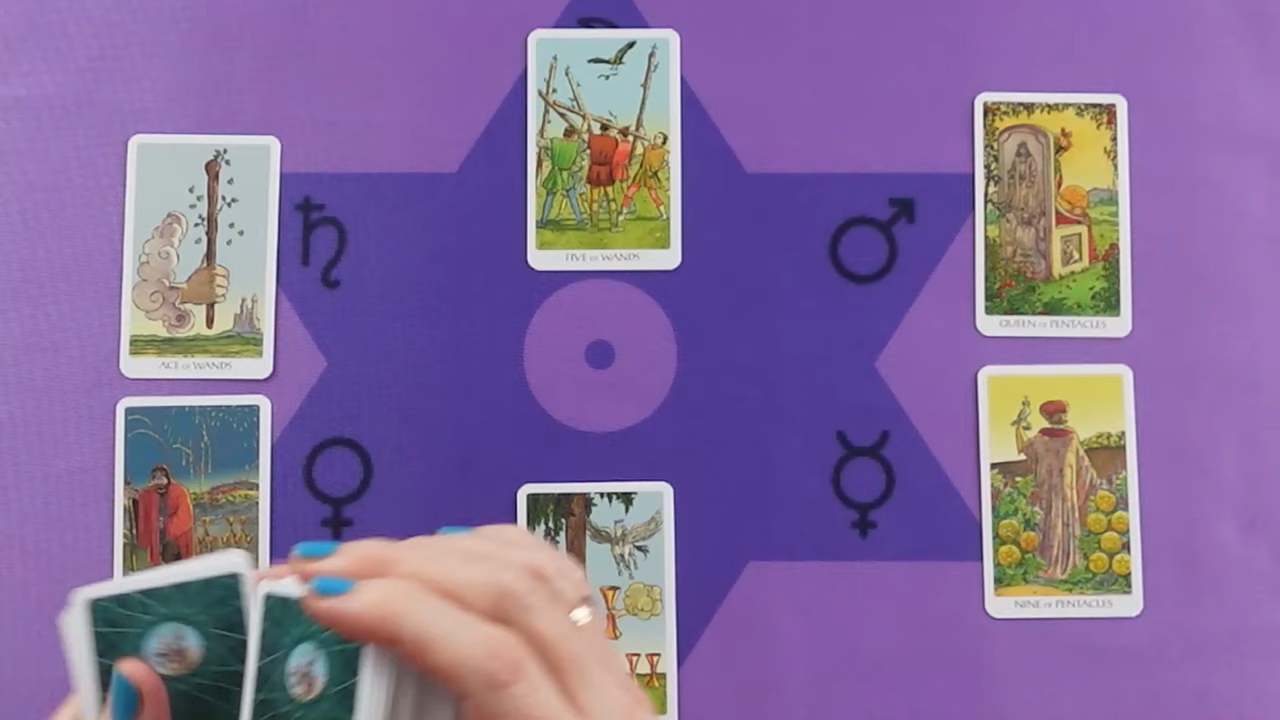 FIVE OF WANDS
ACE OF WANDS
QUEEN OF PENTACLES
NINE OF PENTACLES